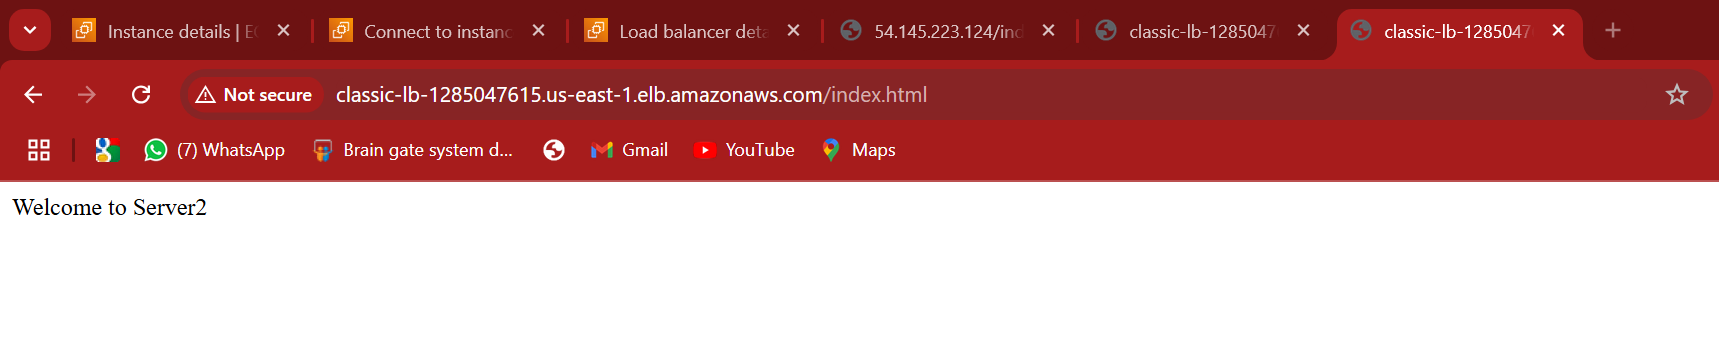 Instance details | EC
Connect to instanc
Load balancer deta
54.145.223.124/ind
classic-lb-1285047
classic-lb-1285047
Not secure
classic-lb-1285047615.us-east-1.elb.amazonaws.com/index.html
(7) WhatsApp
Brain gate system d...
Gmail
YouTube
Maps
Welcome to Server2